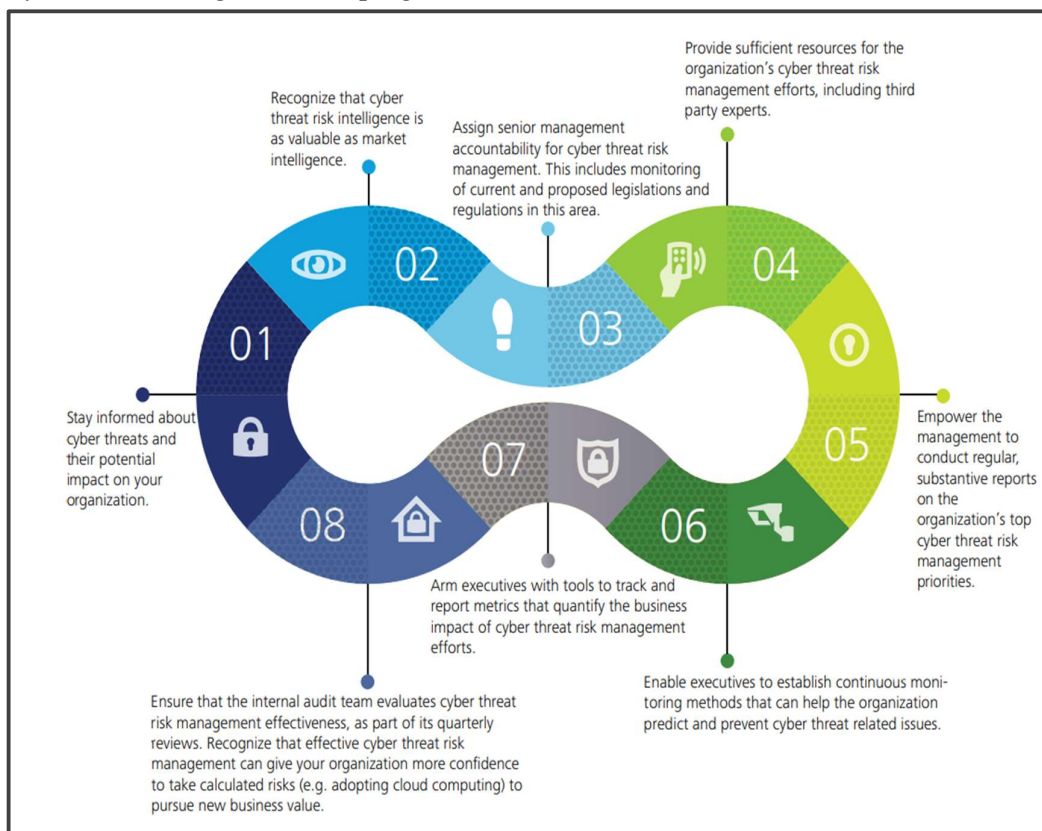 Provide sufficient resources for the
organization's cyber threat risk
management efforts, including third
party experts.
Recognize that cyber
threat risk intelligence is
as valuable as market
intelligence.
Assign senior management
accountability for cyber threat risk
management. This includes monitoring
of current and proposed legislations and
regulations in this area.
02
04
01
03
Stay informed about
cyber threats and
their potential
impact on your
organization.
07
05
Empower the
management to
conduct regular,
substantive reports
on the
organization's top
cyber threat risk
management
priorities.
08
06
Arm executives with tools to track and
report metrics that quantify the business
impact of cyber threat risk management
efforts.
Enable executives to establish continuous moni-
toring methods that can help the organization
predict and prevent cyber threat related issues.
Ensure that the internal audit team evaluates cyber threat
risk management effectiveness, as part of its quarterly
reviews. Recognize that effective cyber threat risk
management can give your organization more confidence
to take calculated risks (e.g. adopting cloud computing) to
pursue new business value.